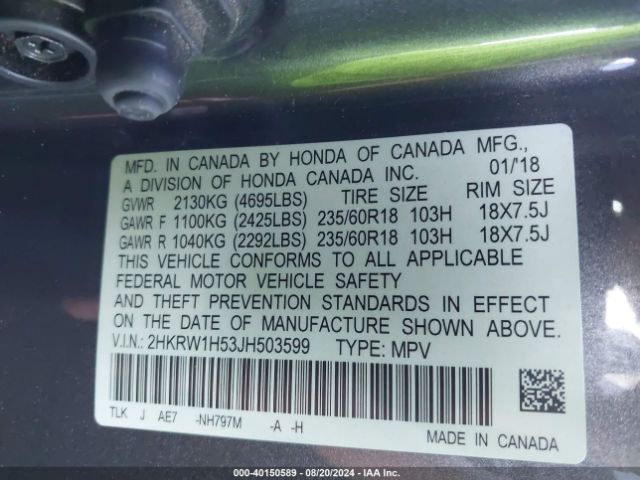 MFD. IN CANADA BY HONDA OF CANADA MFG.,
A DIVISION OF HONDA CANADA INC. 01/'18
GVWR 2130KG (4695LBS) TIRE SIZE RIM SIZE
GAWR F 1100KG (2425LBS) 235/60R18 103H 18X7.5J
GAWR R 1040KG (2292LBS) 235/60R18 103H 18X7.5J
THIS VEHICLE CONFORMS TO ALL APPLICABLE
FEDERAL MOTOR VEHICLE SAFETY
AND THEFT PREVENTION STANDARDS IN EFFECT
ON THE DATE OF MANUFACTURE SHOWN ABOVE.
V.I.N.: 2HKRW1H53JH503599 TYPE: MPV
TLK J AE7 -NH797M -A -H
MADE IN CANADA
000-40150589 - 08/20/2024 - IAA Inc.